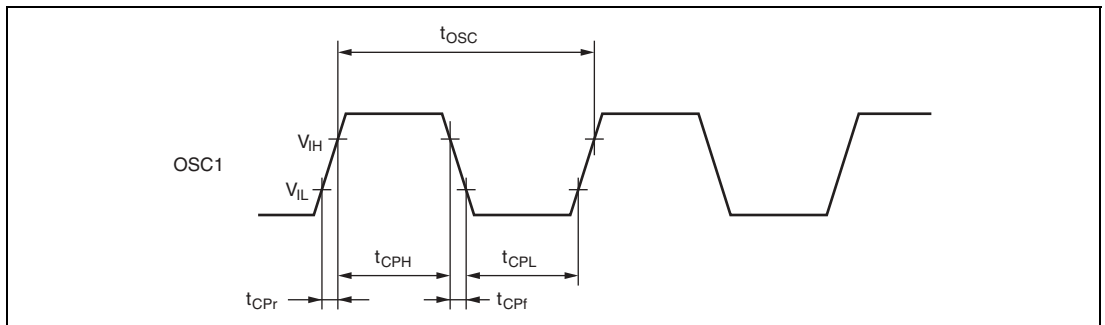 tOSC
VIH
OSC1
VIL
tCPH
tCPL
tCPr
tCPf